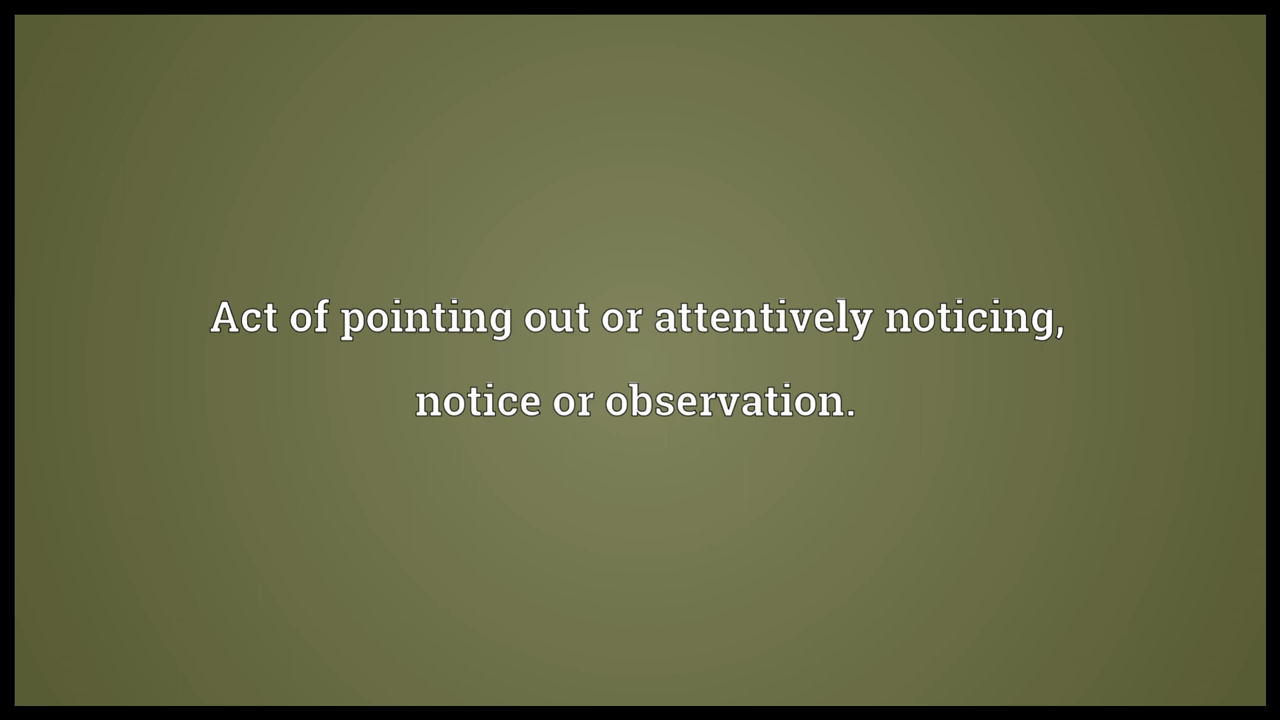 Act of pointing out or attentively noticing,
notice or observation.